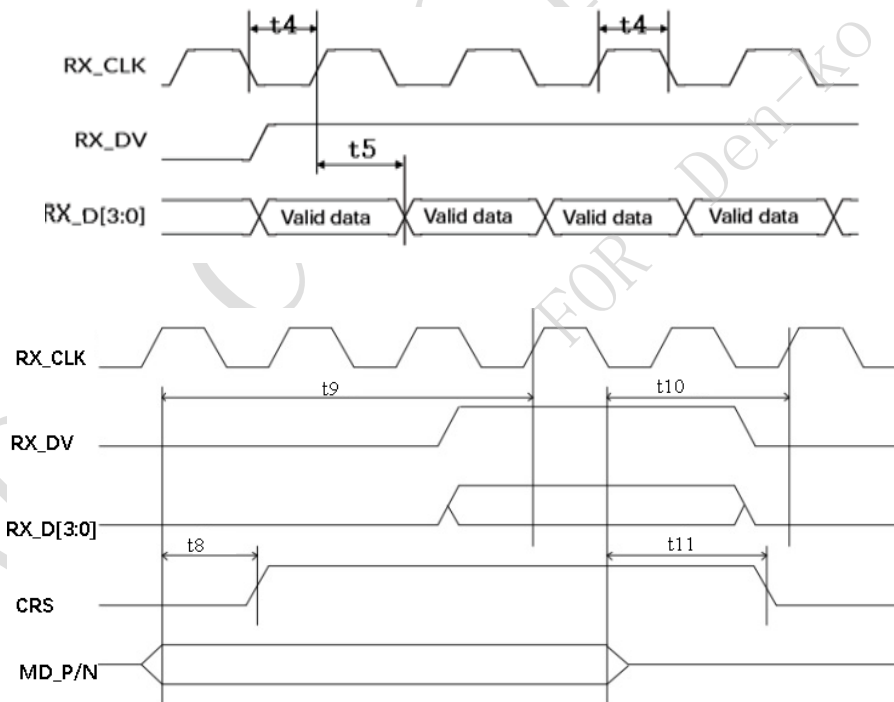 t4 t4
RX_CLK
RX_DV
t5
RX_D[3:0]
Valid data Valid data Valid data Valid data
FOR Den-ko
RX_CLK
t9 t10
RX_DV
RX_D[3:0]
t8 t11
CRS
MD_P/N